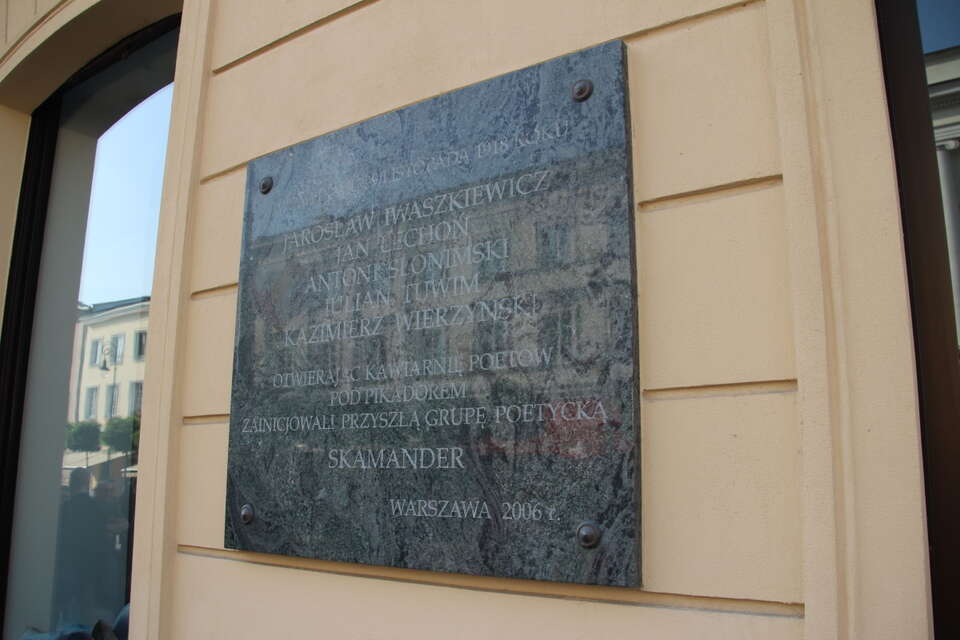 LISTOPADA 1918 ROKU
JAROSŁAW IWASZKIEWICZ
JAN LECHOŃ
ANTONI SŁONIMSKI
JULIAN TUWIM
KAZIMIERZ WIERZYŃSKI
OTWIERAJĄC KAWIARNIĘ POETÓW
POD PIKADOREM
ZAINICJOWALI PRZYSZŁĄ GRUPĘ POETYCKĄ
SKAMANDER
WARSZAWA 2006 r.